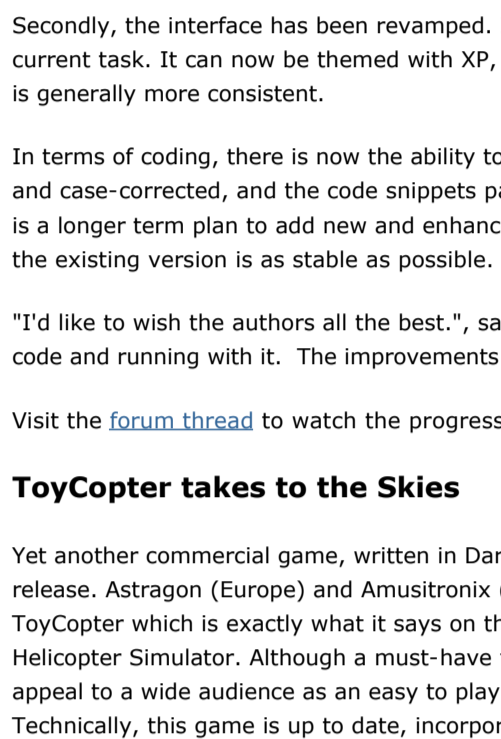 Secondly, the interface has been revamped.
current task. It can now be themed with XP,
is generally more consistent.
In terms of coding, there is now the ability to
and case-corrected, and the code snippets
is a longer term plan to add new and
the existing version is as stable as possible.
"I'd like to wish the authors all the best.",
code and running with it.  The improvements
Visit the forum thread to watch the progress
ToyCopter takes to the Skies
Yet another commercial game, written in
release. Astragon (Europe) and Amusitronix
ToyCopter which is exactly what it says on
Helicopter Simulator. Although a must-have
appeal to a wide audience as an easy to play
Technically, this game is up to date,